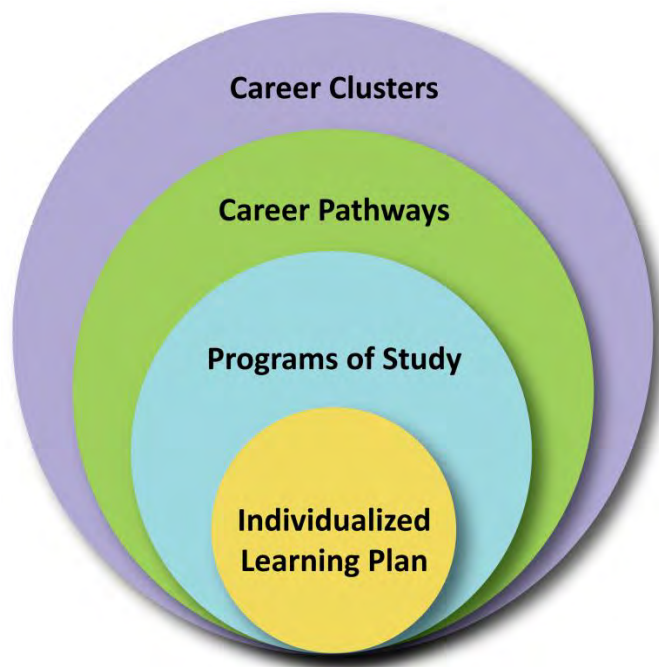 Career Clusters
Career Pathways
Programs of Study
Individualized
Learning Plan